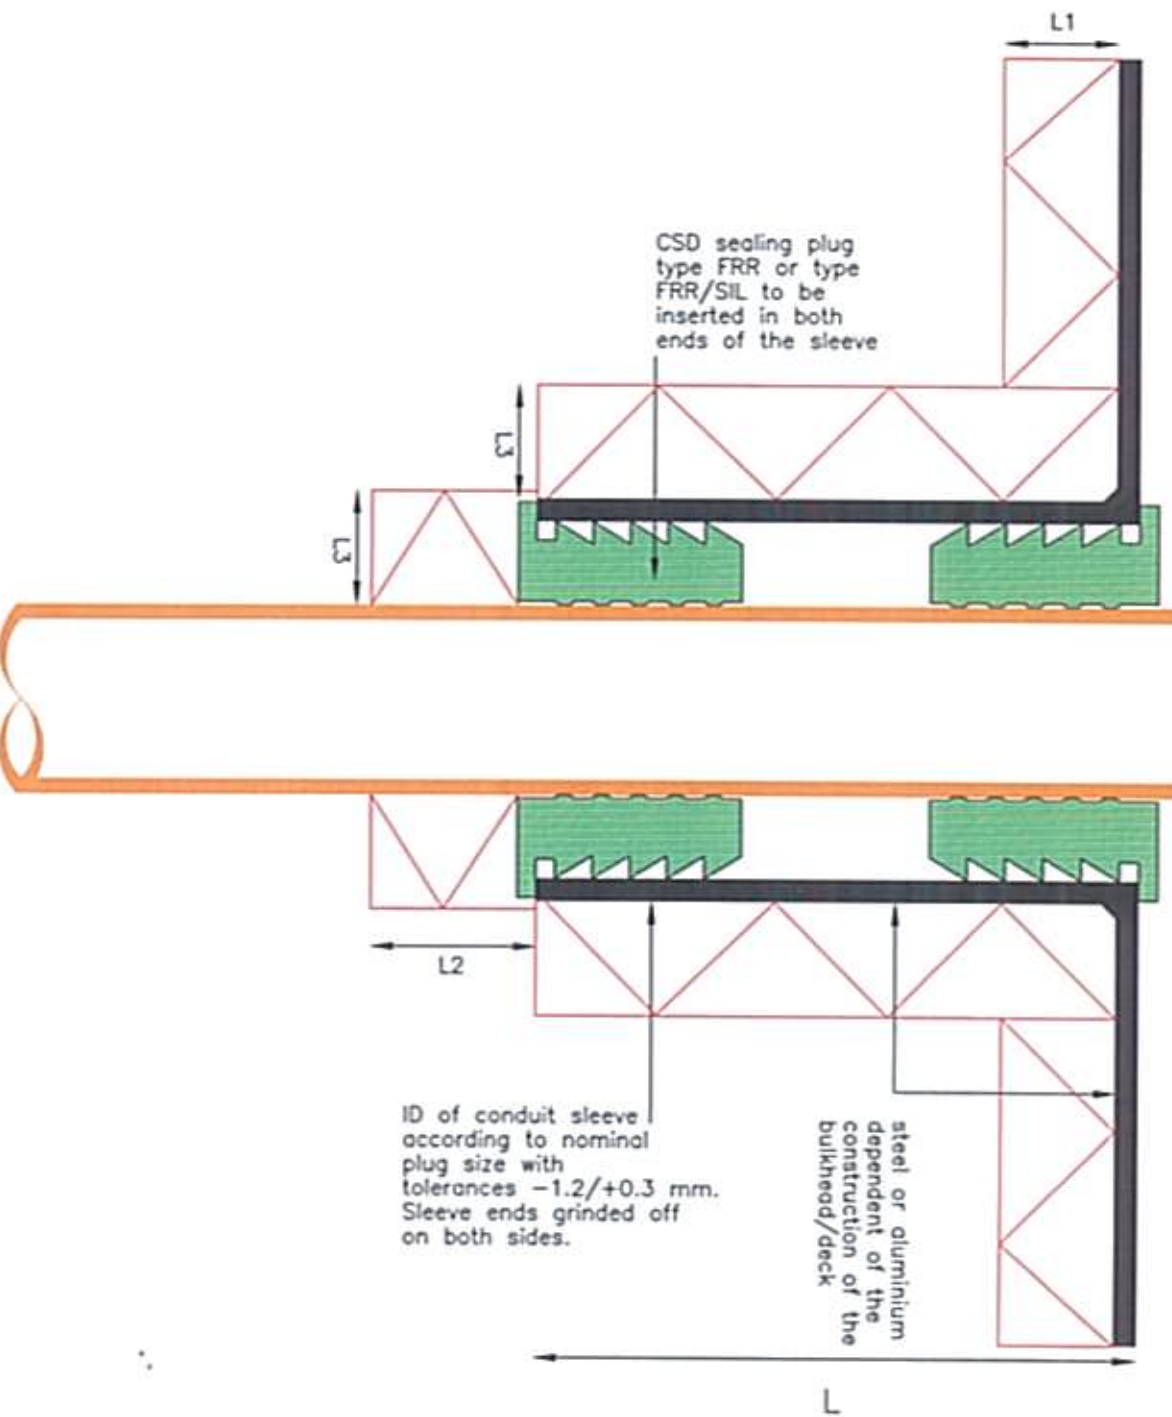 L1
CSD sealing plug
type FRR or type
FRR/SIL to be
inserted in both
ends of the sleeve
L3
L3
L2
ID of conduit sleeve
according to nominal
plug size with
tolerances -1.2/+0.3 mm.
Sleeve ends grinded off
on both sides.
steel or aluminium
dependent of the
construction of the
bulkhead/deck
L